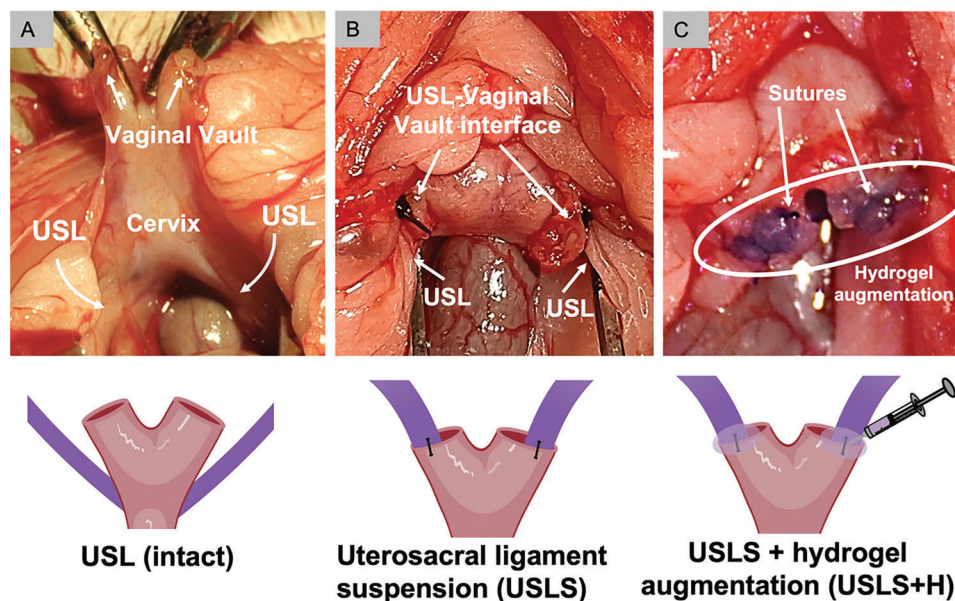 A
Vaginal Vault
Cervix
USL
USL
B
USL-Vaginal
Vault interface
USL
USL
C
Sutures
Hydrogel
augmentation
USL (intact)
Uterosacral ligament
suspension (USLS)
USLS + hydrogel
augmentation (USLS+H)